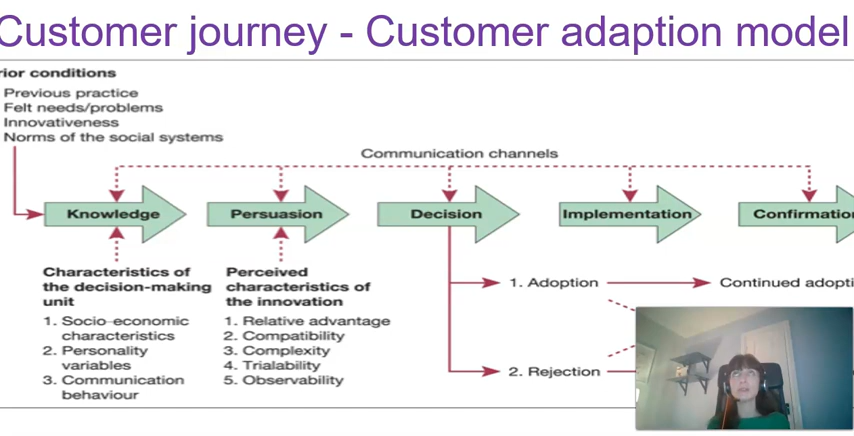 Customer journey - Customer adaption model
rior conditions
Previous practice
Felt needs/problems
Innovativeness
Norms of the social systems
Communication channels
Knowledge
Persuasion
Decision
Implementation
Confirmatio
Characteristics of
the decision-making
unit
1. Socio-economic
characteristics
2. Personality
variables
3. Communication
behaviour
Perceived
characteristics of
the innovation
1. Relative advantage
2. Compatibility
3. Complexity
4. Trialability
5. Observability
1. Adoption
Continued adopti
2. Rejection